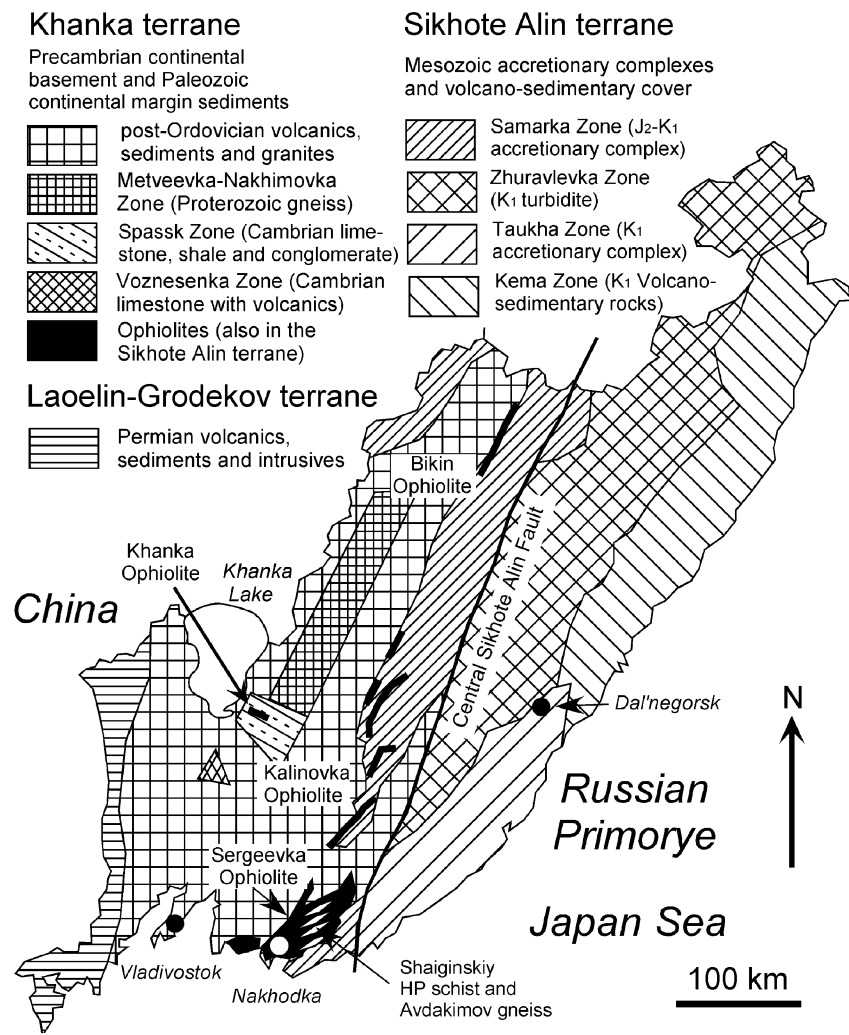 Khanka terrane
Precambrian continental
basement and Paleozoic
continental margin sediments
post-Ordovician volcanics,
sediments and granites
Metveevka-Nakhimovka
Zone (Proterozoic gneiss)
Spassk Zone (Cambrian lime-
stone, shale and conglomerate)
Voznesenka Zone (Cambrian
limestone with volcanics)
Ophiolites (also in the
Sikhote Alin terrane)
Laoelin-Grodekov terrane
Permian volcanics,
sediments and intrusives
Sikhote Alin terrane
Mesozoic accretionary complexes
and volcano-sedimentary cover
Samarka Zone (J2-K1
accretionary complex)
Zhuravlevka Zone
(K1 turbidite)
Taukha Zone (K1
accretionary complex)
Kema Zone (K1 Volcano-
sedimentary rocks)
Bikin
Ophiolite
Khanka
Ophiolite
Khanka
Lake
China
Central Sikhote Alin Fault
Dal'negorsk
N
Kalinovka
Ophiolite
Russian
Primorye
Sergeevka
Ophiolite
Japan Sea
Vladivostok
Nakhodka
Shaiginskiy
HP schist and
Avdakimov gneiss
100 km